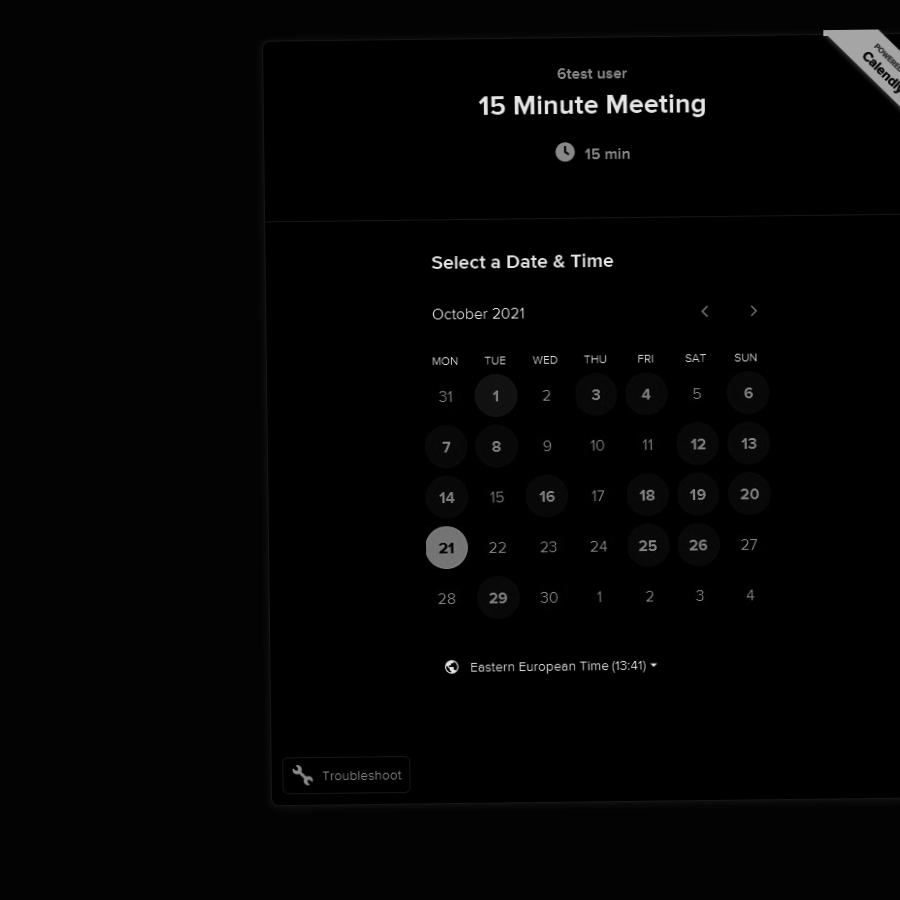 POWERED
Calendly
6test user
15 Minute Meeting
15 min
Select a Date & Time
October 2021
MON TUE WED THU FRI SAT SUN
31 1 2 3 4 5 6
7 8 9 10 11 12 13
14 15 16 17 18 19 20
21 22 23 24 25 26 27
28 29 30 1 2 3 4
Eastern European Time (13:41)
Troubleshoot